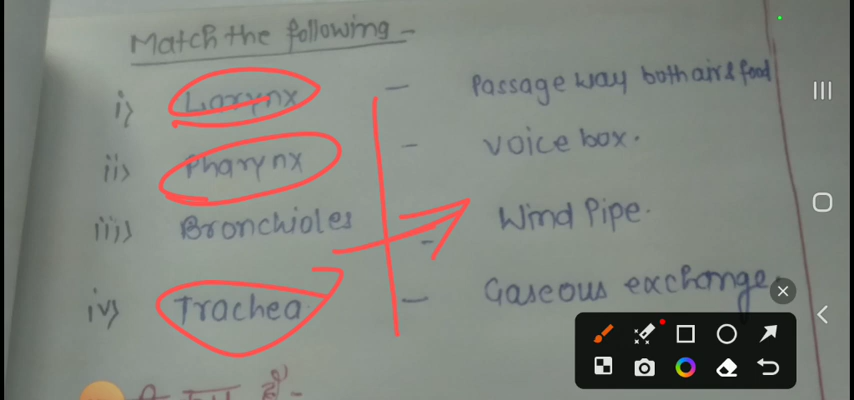 Match the following -
i) Larynx - Passage way both air & food
ii) Pharynx - Voice box.
iii) Bronchioles - Wind Pipe.
iv) Trachea. - Gaseous exchange.